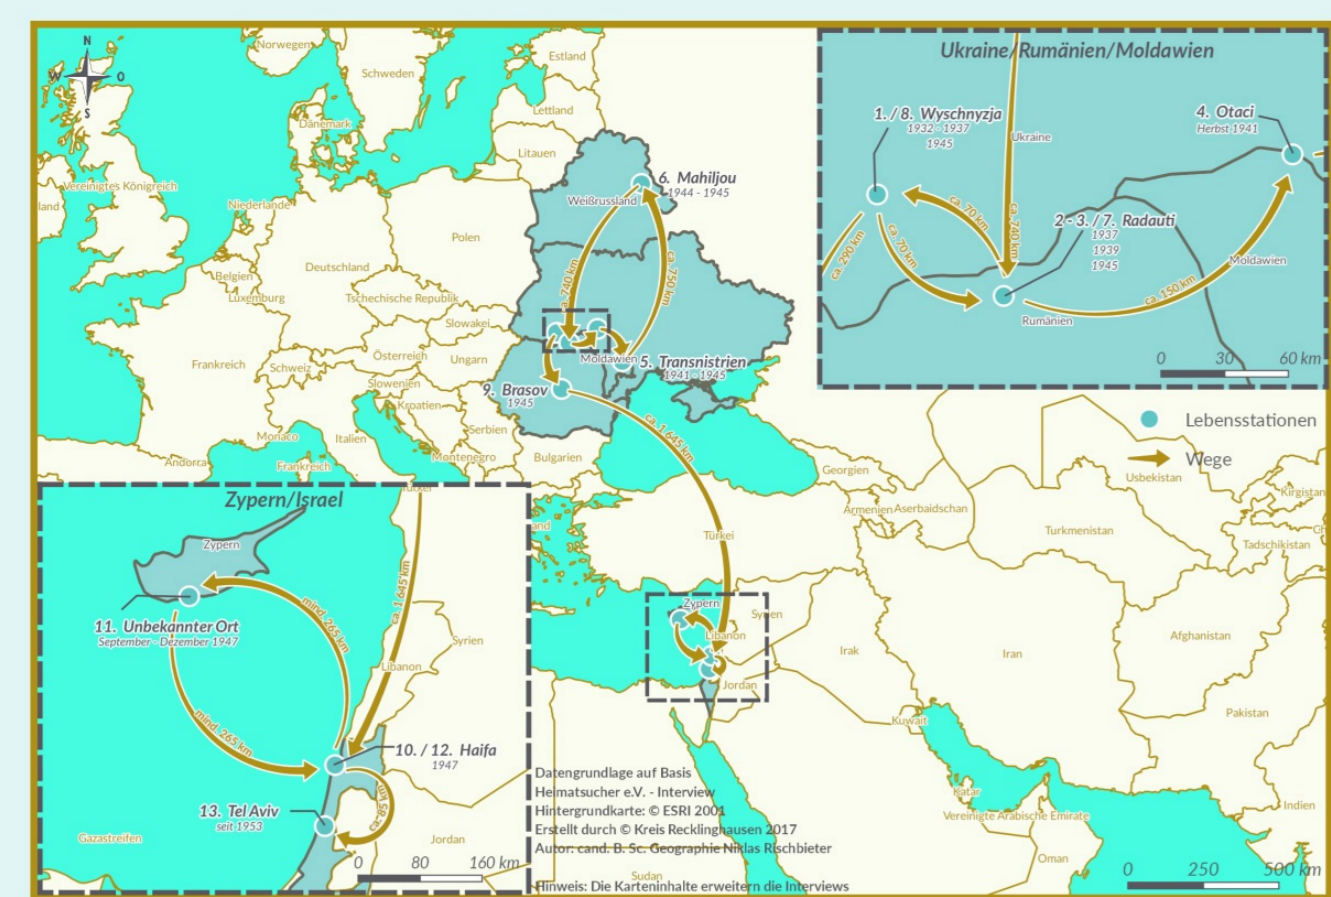 N
W
O
S
Norwegen
Schweden
Estland
Lettland
Dänemark
Litauen
Vereinigtes Königreich
Irland
Niederlande
Weißrussland
6. Mahiljou
1944 - 1945
Polen
Belgien
Deutschland
Luxemburg
Tschechische Republik
ca. 740 km
ca. 750 km
Slowakei
Frankreich
Schweiz
Österreich
Ungarn
Moldawien
5. Transnistrien
1941 - 1945
Slowenien
Kroatien
9. Brasov
1945
Monaco
Italien
Serbien
Andorra
Frankreich
Montenegro
Bulgarien
ca. 1 645 km
Georgien
Usbekistan
Kirgistan
Armenien
Aserbaidschan
Turkmenistan
Tadschikistan
Türkei
Zypern
Syrien
Libanon
Irak
Iran
Afghanistan
Jordan
Kuwait
Pakistan
Katar
Vereinigte Arabische Emirate
Indien
Oman
Sudan
Ukraine/Rumänien/Moldawien
1. / 8. Wyschnyzja
1932 - 1937
1945
Ukraine
4. Otaci
Herbst 1941
ca. 70 km
ca. 740 km
2 - 3. / 7. Radauti
1937
1939
1945
ca. 290 km
ca. 70 km
Moldawien
ca. 150 km
Rumänien
0 30 60 km
Lebensstationen
Wege
Zypern/Israel
Zypern
11. Unbekannter Ort
September - Dezember 1947
mind. 265 km
ca. 1 645 km
Syrien
Libanon
mind. 265 km
10. / 12. Haifa
1947
13. Tel Aviv
seit 1953
ca. 85 km
Gazastreifen
Jordan
0 80 160 km
Datengrundlage auf Basis
Heimatsucher e.V. - Interview
Hintergrundkarte: © ESRI 2001
Erstellt durch © Kreis Recklinghausen 2017
Autor: cand. B. Sc. Geographie Niklas Rischbieter
Hinweis: Die Karteninhalte erweitern die Interviews
0 250 500 km